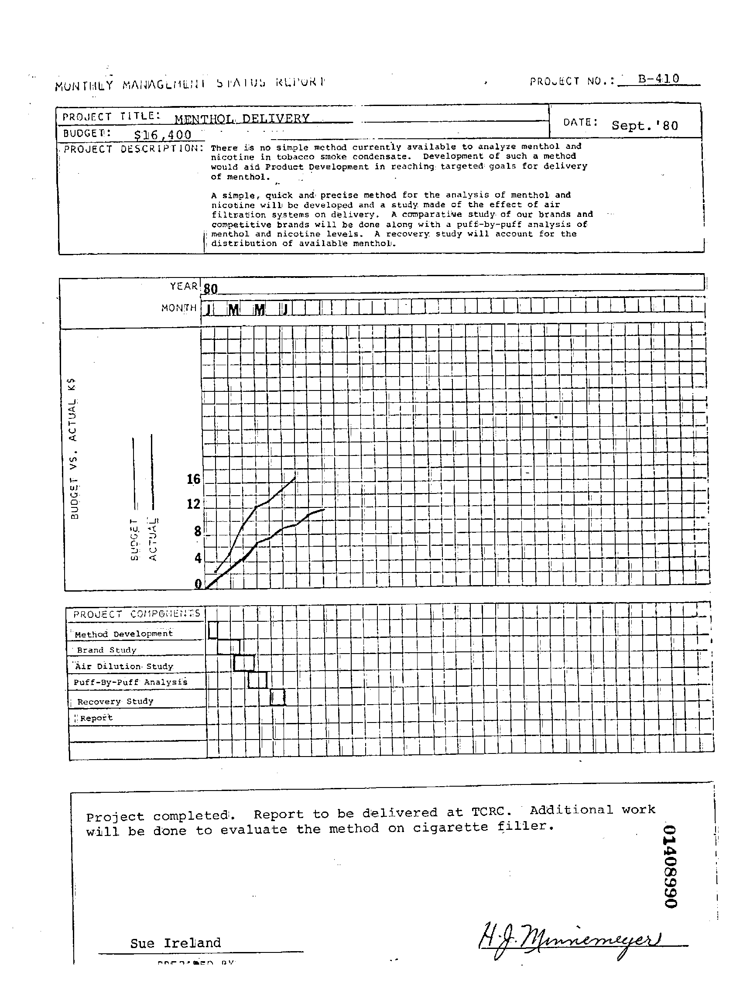 MONTHLY MANAGEMENT STATUS REPORT PROJECT NO.: B-410
PROJECT TITLE: MENTHOL DELIVERY
DATE: Sept. '80
BUDGET: $16,400
PROJECT DESCRIPTION: There is no simple method currently available to analyze menthol and
nicotine in tobacco smoke condensate. Development of such a method
would aid Product Development in reaching targeted goals for delivery
of menthol.
A simple, quick and precise method for the analysis of menthol and
nicotine will be developed and a study made of the effect of air
filtration systems on delivery. A comparative study of our brands and
competitive brands will be done along with a puff-by-puff analysis of
menthol and nicotine levels. A recovery study will account for the
distribution of available menthol.
YEAR 80
MONTH J M M J
BUDGET VS. ACTUAL K$
BUDGET
ACTUAL
16
12
8
4
0
PROJECT COMPONENTS
Method Development
Brand Study
Air Dilution Study
Puff-By-Puff Analysis
Recovery Study
Report
Project completed. Report to be delivered at TCRC. Additional work
will be done to evaluate the method on cigarette filler.
01408990
Sue Ireland
H.J. Minnemeyer
PREPARED BY